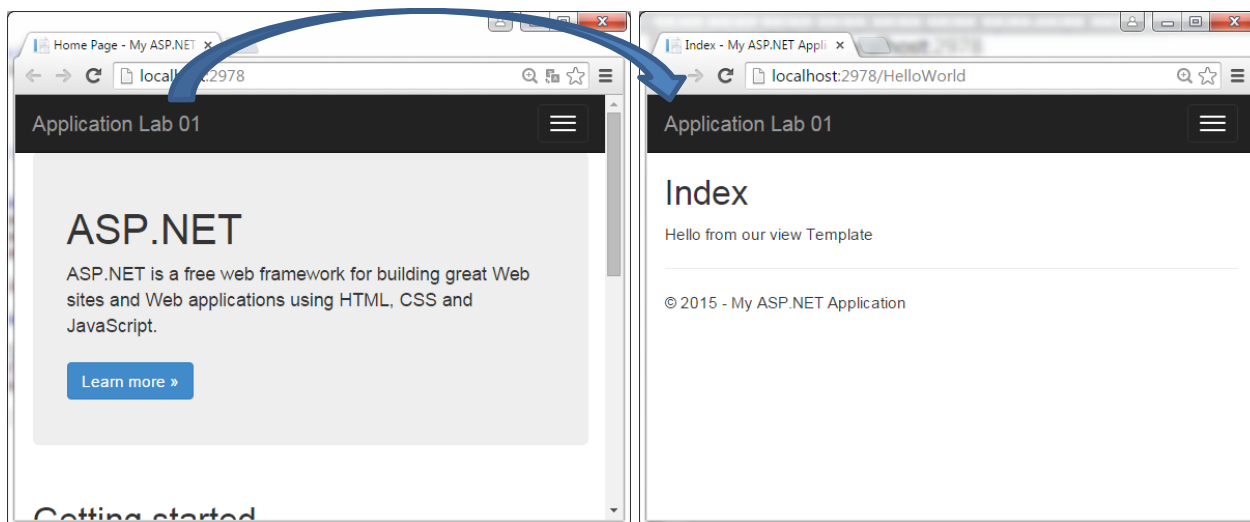 Home Page - My ASP.NET
localhost:2978
Application Lab 01
ASP.NET
ASP.NET is a free web framework for building great Web
sites and Web applications using HTML, CSS and
JavaScript.
Learn more »
Getting started
Index - My ASP.NET Appli
localhost:2978/HelloWorld
Application Lab 01
Index
Hello from our view Template
© 2015 - My ASP.NET Application